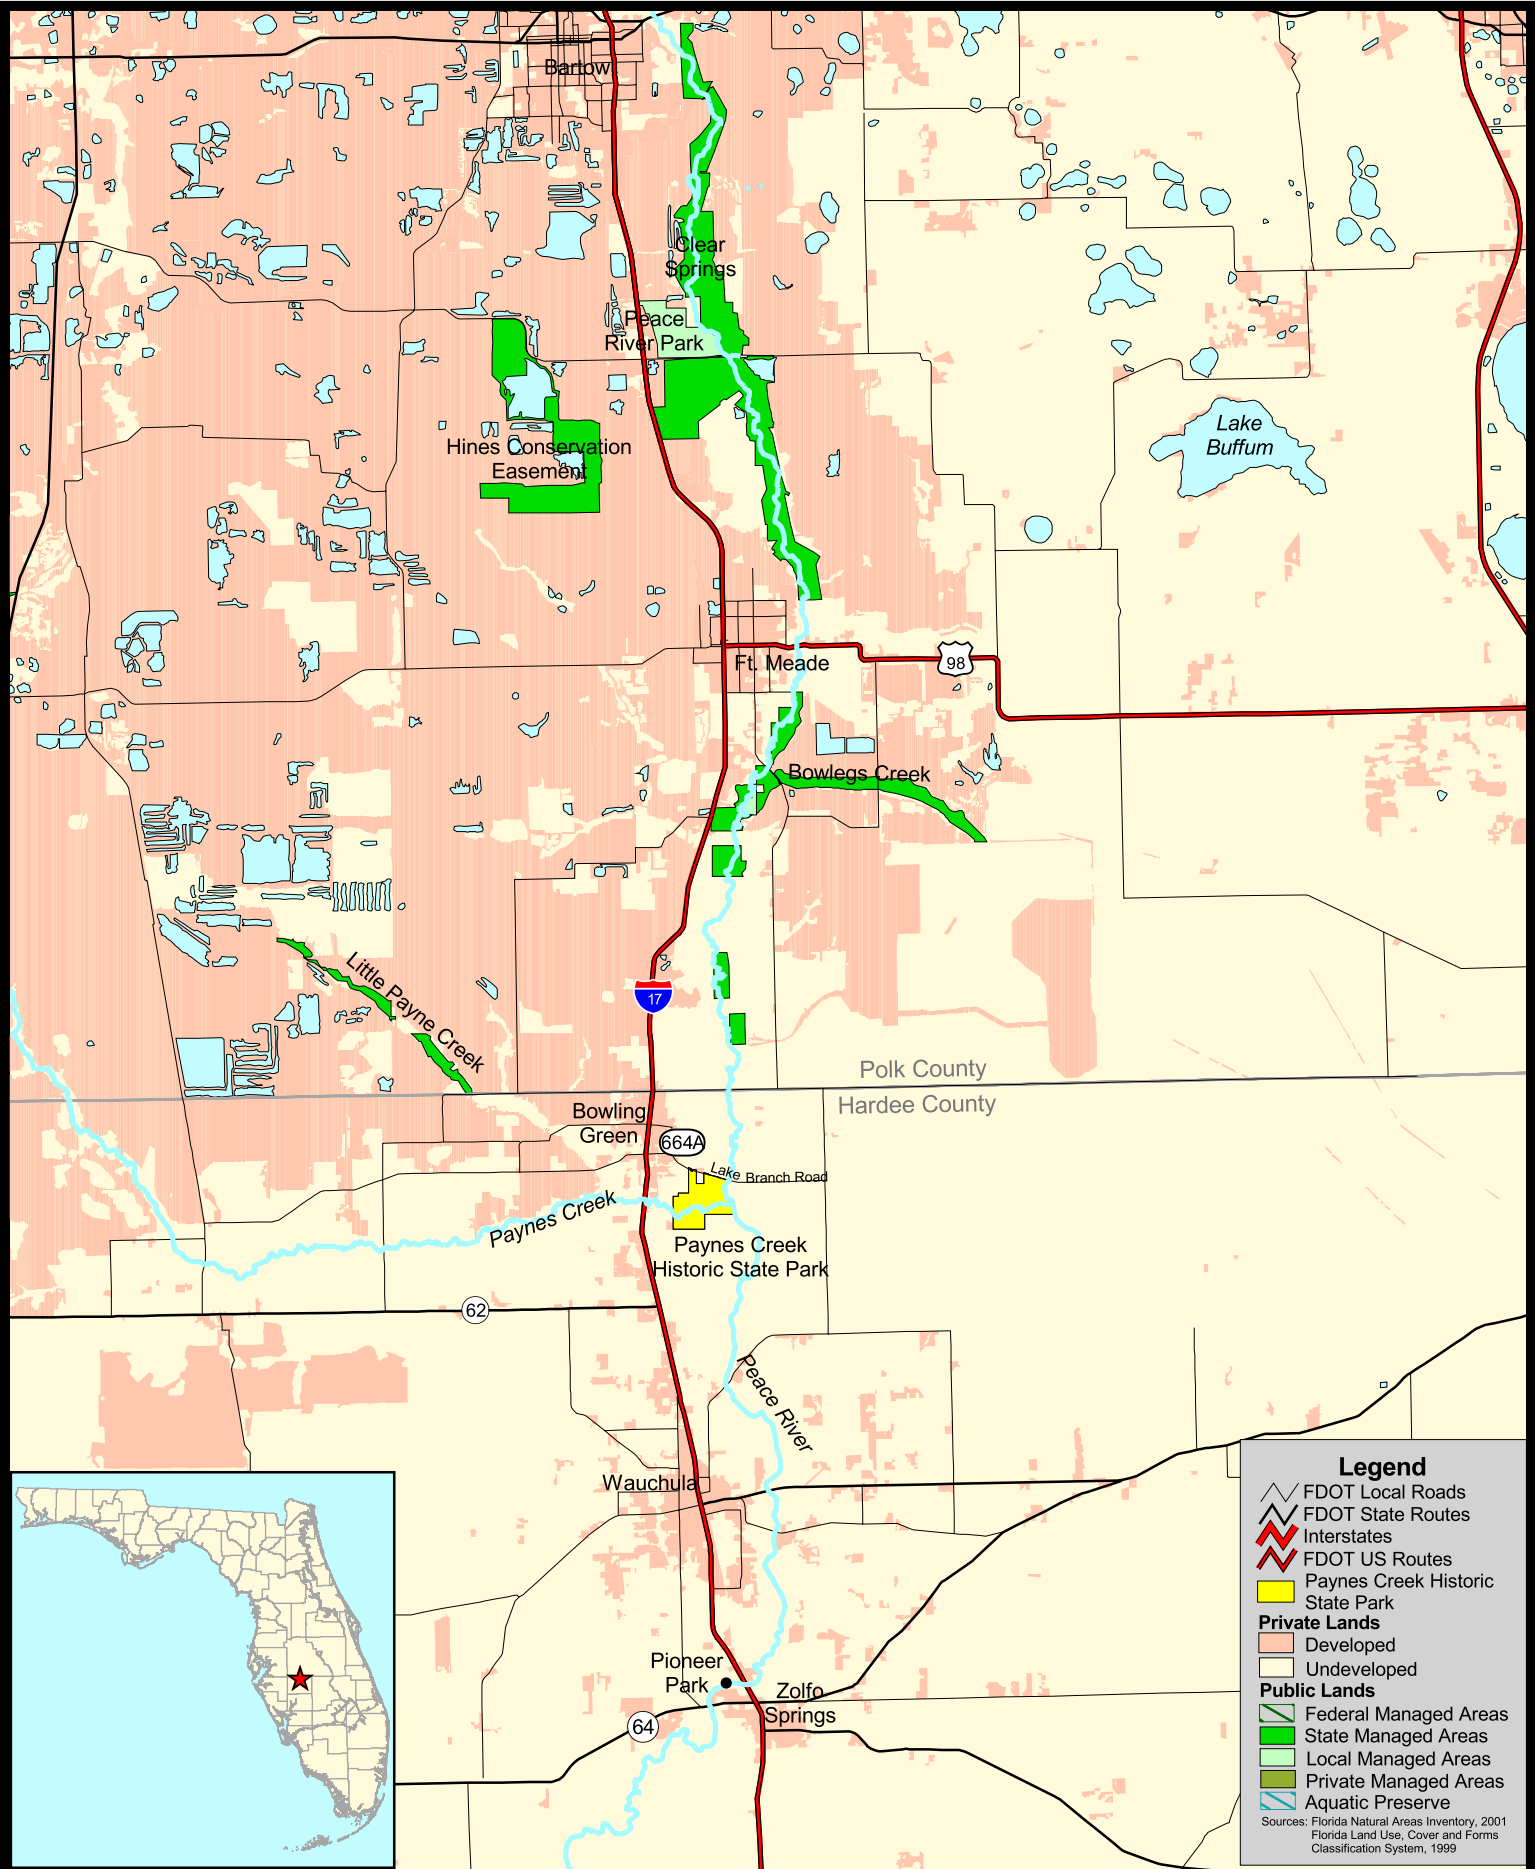 Bartow
Clear
Springs
Peace
River Park
Hines Conservation
Easement
Lake
Buffum
98
Ft. Meade
Bowlegs Creek
Little Payne Creek
17
Polk County
Hardee County
Bowling
Green
664A
Lake Branch Road
Paynes Creek
Paynes Creek
Historic State Park
62
Peace River
Wauchula
Pioneer
Park
Zolfo
Springs
64
Legend
FDOT Local Roads
FDOT State Routes
Interstates
FDOT US Routes
Paynes Creek Historic
State Park
Private Lands
Developed
Undeveloped
Public Lands
Federal Managed Areas
State Managed Areas
Local Managed Areas
Private Managed Areas
Aquatic Preserve
Sources: Florida Natural Areas Inventory, 2001
Florida Land Use, Cover and Forms
Classification System, 1999